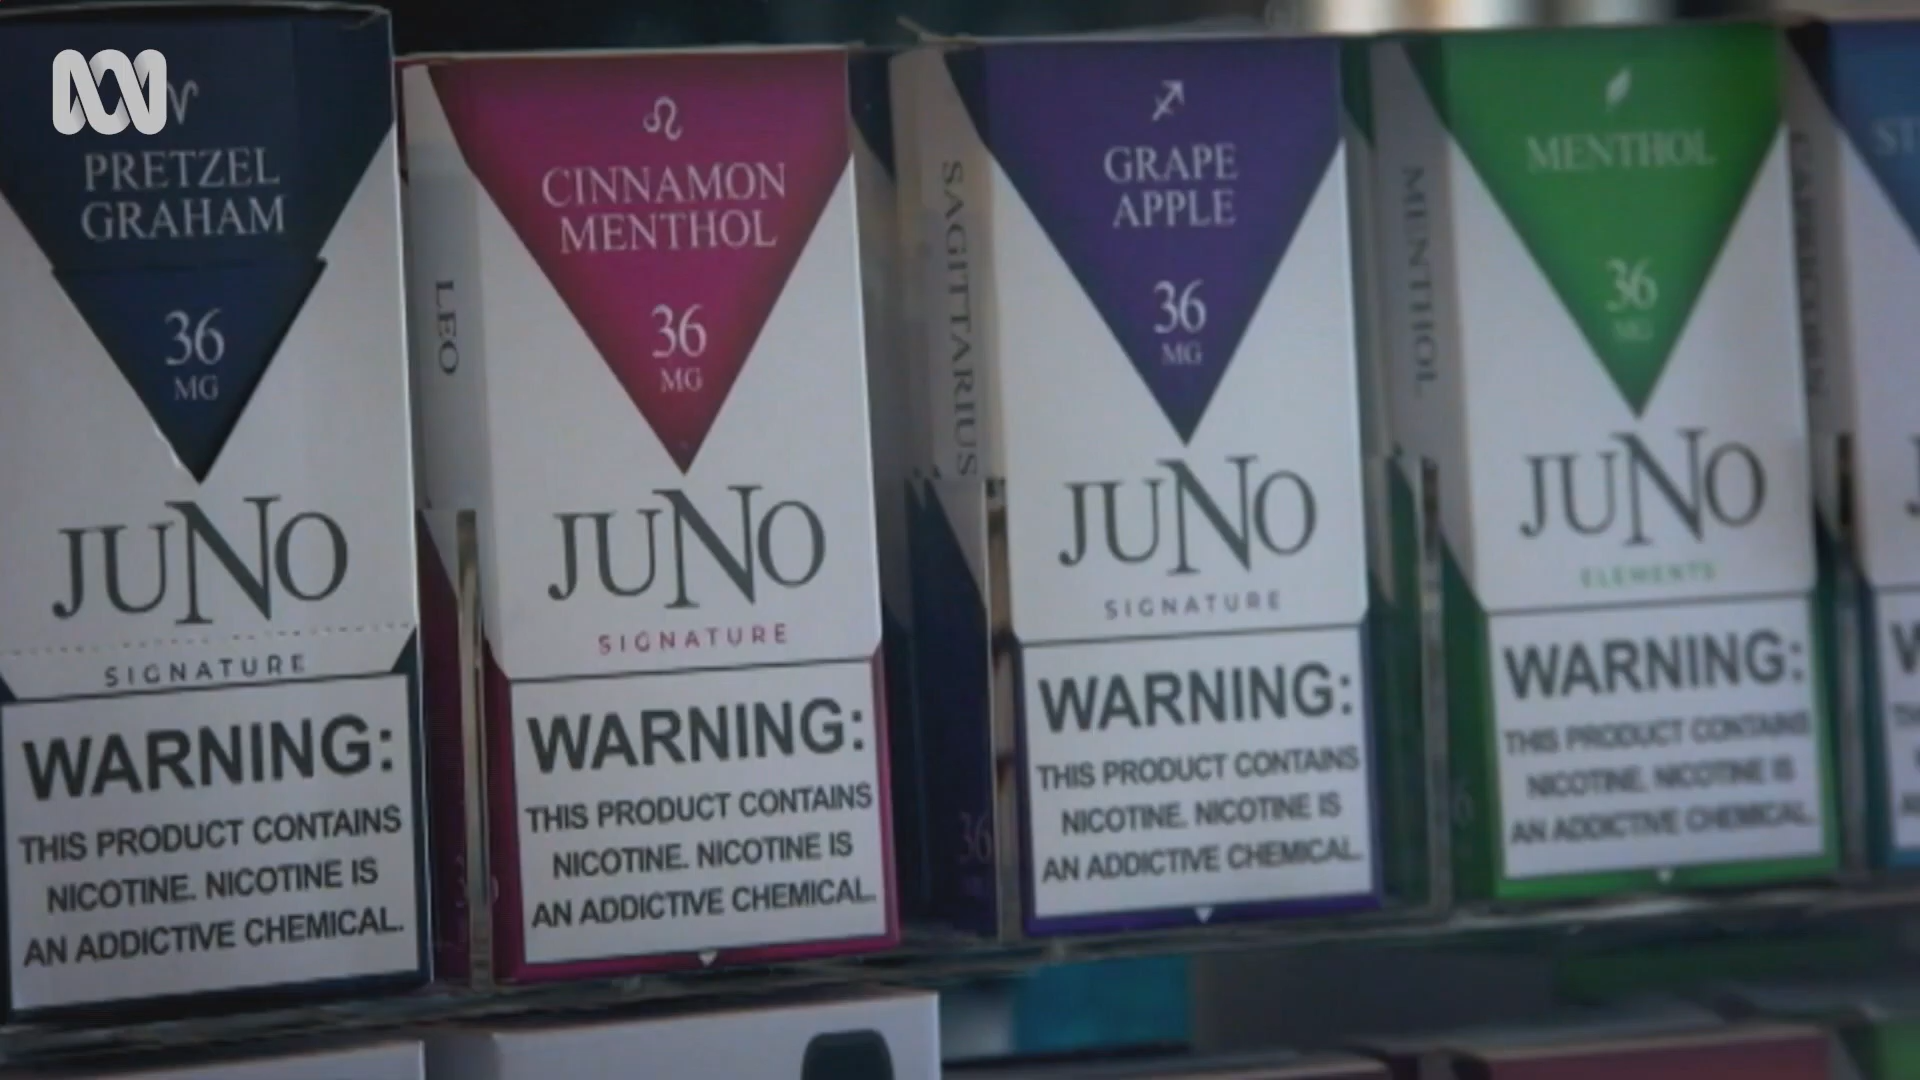 PRETZEL
GRAHAM
36
MG
JUNO
SIGNATURE
WARNING:
THIS PRODUCT CONTAINS
NICOTINE. NICOTINE IS
AN ADDICTIVE CHEMICAL.
LEO
CINNAMON
MENTHOL
36
MG
JUNO
SIGNATURE
WARNING:
THIS PRODUCT CONTAINS
NICOTINE. NICOTINE IS
AN ADDICTIVE CHEMICAL.
SAGITTARIUS
36
GRAPE
APPLE
36
MG
JUNO
SIGNATURE
WARNING:
THIS PRODUCT CONTAINS
NICOTINE. NICOTINE IS
AN ADDICTIVE CHEMICAL.
MENTHOL
MENTHOL
36
MG
JUNO
ELEMENTS
WARNING:
THIS PRODUCT CONTAINS
NICOTINE. NICOTINE IS
AN ADDICTIVE CHEMICAL.